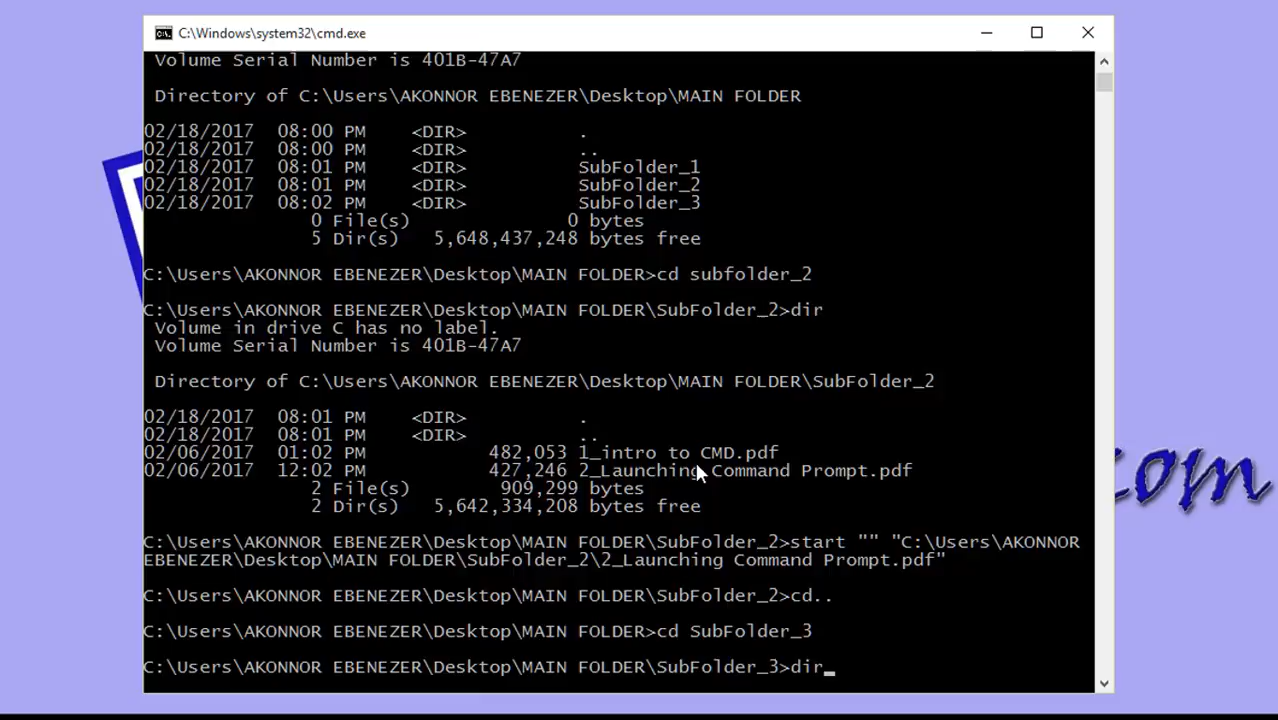 C:\Windows\system32\cmd.exe
Volume Serial Number is 401B-47A7
Directory of C:\Users\AKONNOR EBENEZER\Desktop\MAIN FOLDER
02/18/2017 08:00 PM <DIR> .
02/18/2017 08:00 PM <DIR> ..
02/18/2017 08:01 PM <DIR> SubFolder_1
02/18/2017 08:01 PM <DIR> SubFolder_2
02/18/2017 08:02 PM <DIR> SubFolder_3
0 File(s) 0 bytes
5 Dir(s) 5,648,437,248 bytes free
C:\Users\AKONNOR EBENEZER\Desktop\MAIN FOLDER>cd subfolder_2
C:\Users\AKONNOR EBENEZER\Desktop\MAIN FOLDER\SubFolder_2>dir
Volume in drive C has no label.
Volume Serial Number is 401B-47A7
Directory of C:\Users\AKONNOR EBENEZER\Desktop\MAIN FOLDER\SubFolder_2
02/18/2017 08:01 PM <DIR> .
02/18/2017 08:01 PM <DIR> ..
02/06/2017 01:02 PM 482,053 1_intro to CMD.pdf
02/06/2017 12:02 PM 427,246 2_Launching Command Prompt.pdf
2 File(s) 909,299 bytes
2 Dir(s) 5,642,334,208 bytes free
C:\Users\AKONNOR EBENEZER\Desktop\MAIN FOLDER\SubFolder_2>start "" "C:\Users\AKONNOR
EBENEZER\Desktop\MAIN FOLDER\SubFolder_2\2_Launching Command Prompt.pdf"
C:\Users\AKONNOR EBENEZER\Desktop\MAIN FOLDER\SubFolder_2>cd..
C:\Users\AKONNOR EBENEZER\Desktop\MAIN FOLDER>cd SubFolder_3
C:\Users\AKONNOR EBENEZER\Desktop\MAIN FOLDER\SubFolder_3>dir_
.com